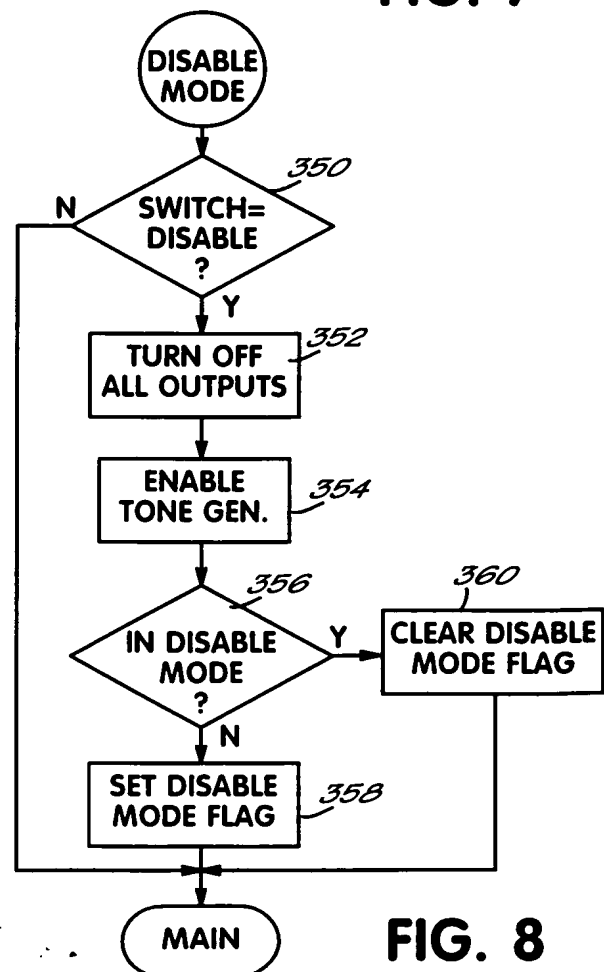 DISABLE
MODE
350
N
SWITCH=
DISABLE
?
Y
352
TURN OFF
ALL OUTPUTS
ENABLE
TONE GEN.
354
356
360
IN DISABLE
MODE
?
Y
CLEAR DISABLE
MODE FLAG
N
SET DISABLE
MODE FLAG
358
MAIN
FIG. 8